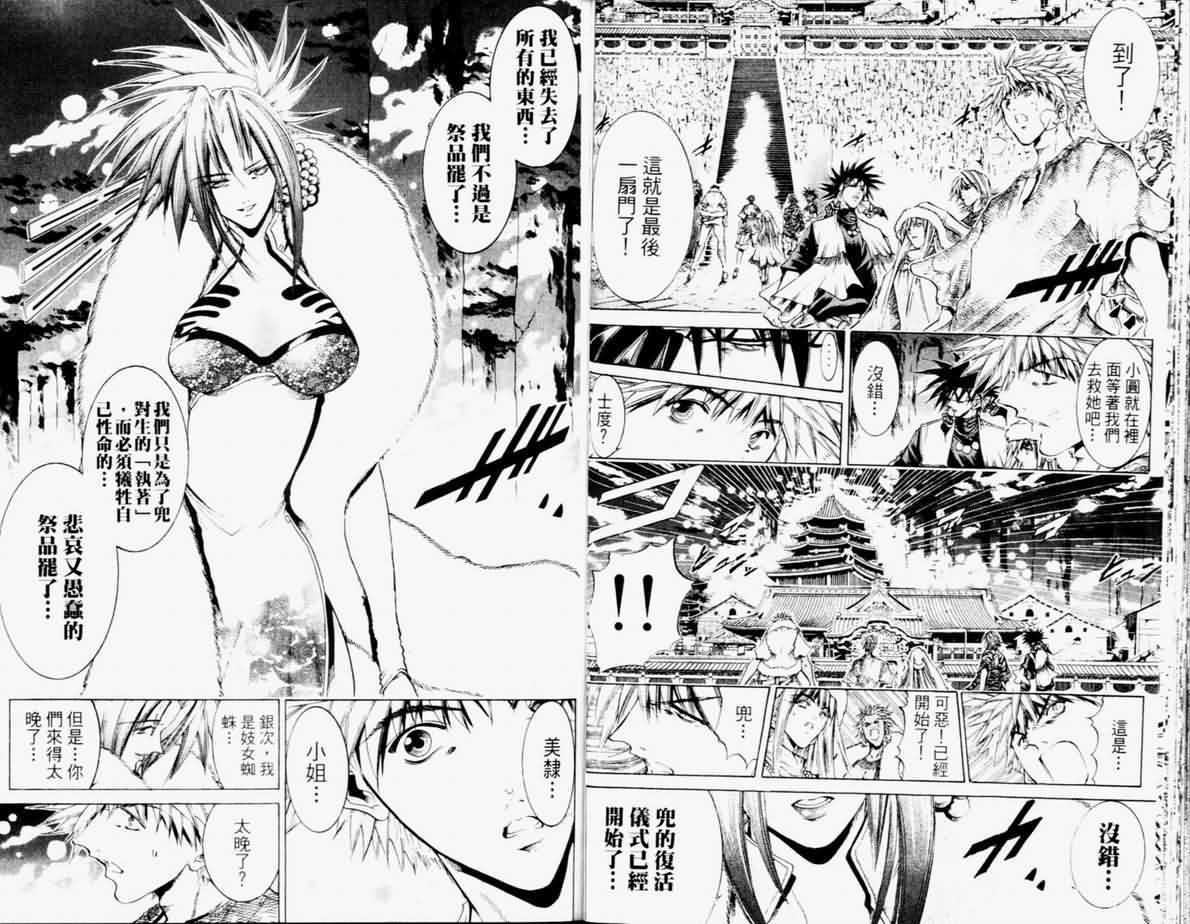 到了！
這就是最後
一扇門了！
小圓就在裡
面等著我們
去救她吧…
沒錯…
…
士度？
！！
這是…
可惡！已經
開始了！
兜…
沒錯…
兜的復活
儀式已經
開始了…
我已經失去了
所有的東西…
我們不過是
祭品罷了…
我們只是為了兜
對生的「執著」
，而必須犧牲自
己性命的…
悲哀又愚蠢的
祭品罷了…
美隸…
小姐…
銀次，我
是妓女蜘
蛛…
但是…你
們來得太
晚了…
太晚了？